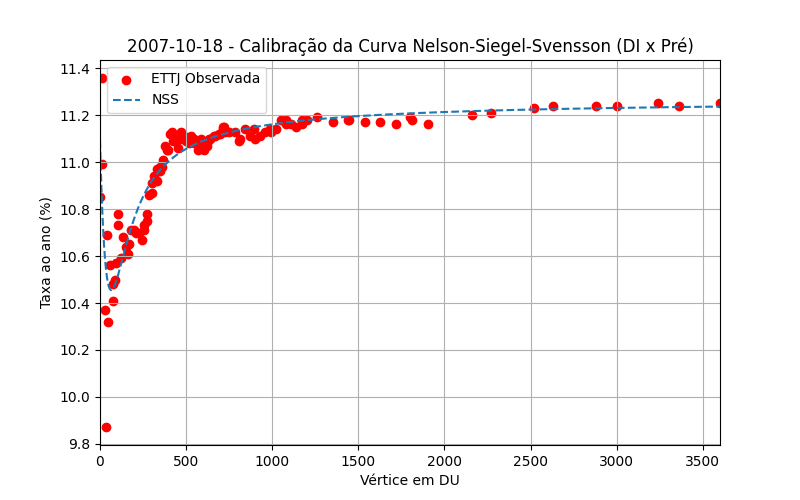 2007-10-18 - Calibração da Curva Nelson-Siegel-Svensson (DI x Pré)
ETTJ Observada
NSS
Taxa ao ano (%)
11.4
11.2
11.0
10.8
10.6
10.4
10.2
10.0
9.8
0 500 1000 1500 2000 2500 3000 3500
Vértice em DU